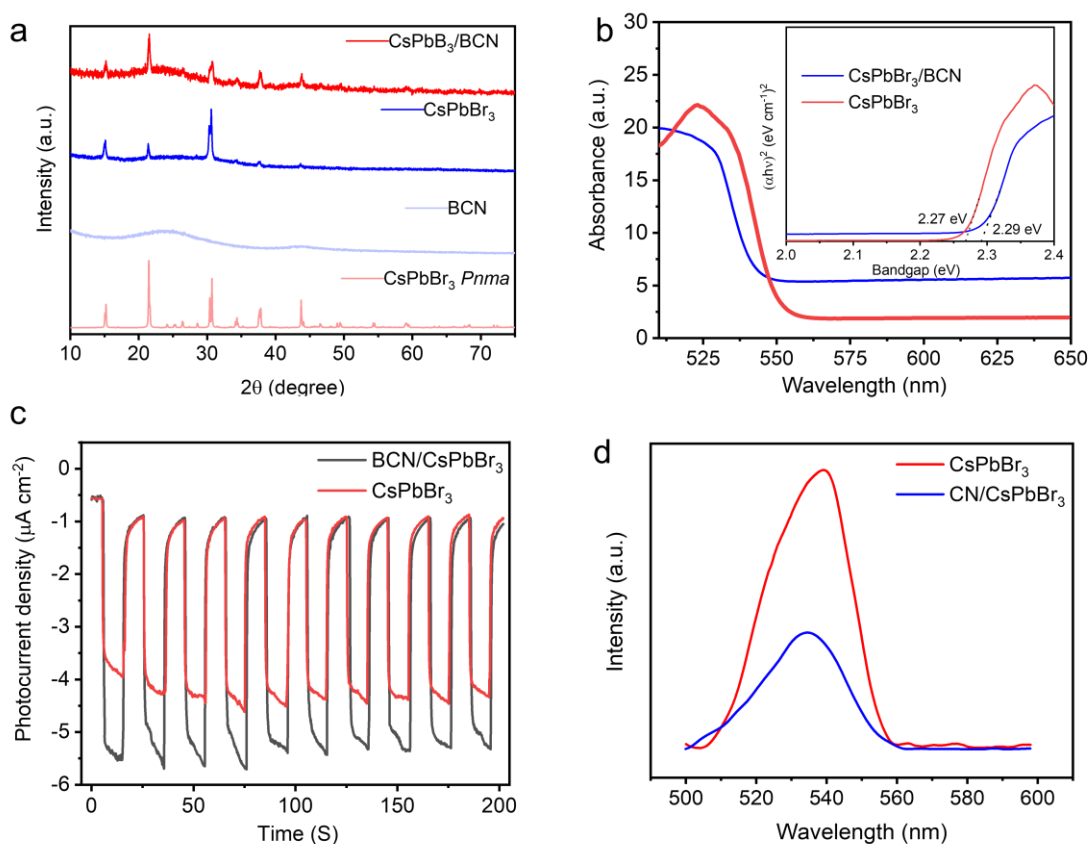 a
CsPbB₃/BCN
CsPbBr₃
BCN
CsPbBr₃ Pnma
Intensity (a.u.)
10 20 30 40 50 60 70
2θ (degree)
b
30
25
20
15
10
5
0
Absorbance (a.u.)
525 550 575 600 625 650
Wavelength (nm)
CsPbBr₃/BCN
CsPbBr₃
(αhν)² (eV cm⁻¹)²
2.27 eV
2.29 eV
2.0 2.1 2.2 2.3 2.4
Bandgap (eV)
c
BCN/CsPbBr₃
CsPbBr₃
0
-1
-2
-3
-4
-5
-6
Photocurrent density (µA cm⁻²)
0 50 100 150 200
Time (S)
d
CsPbBr₃
CN/CsPbBr₃
Intensity (a.u.)
500 520 540 560 580 600
Wavelength (nm)